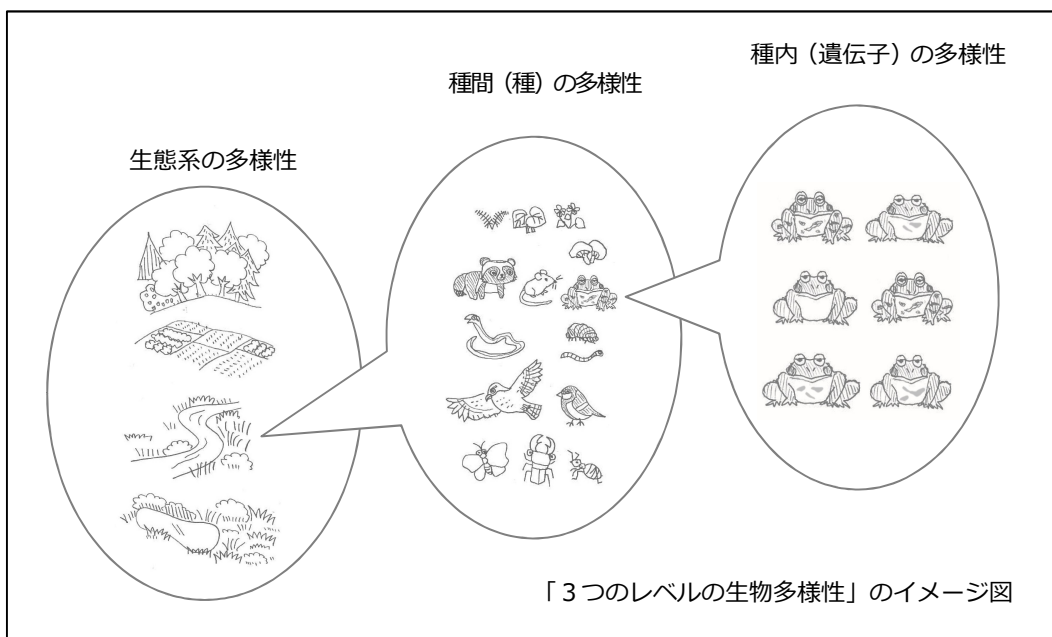 種内（遺伝子）の多様性
種間（種）の多様性
生態系の多様性
「３つのレベルの生物多様性」のイメージ図